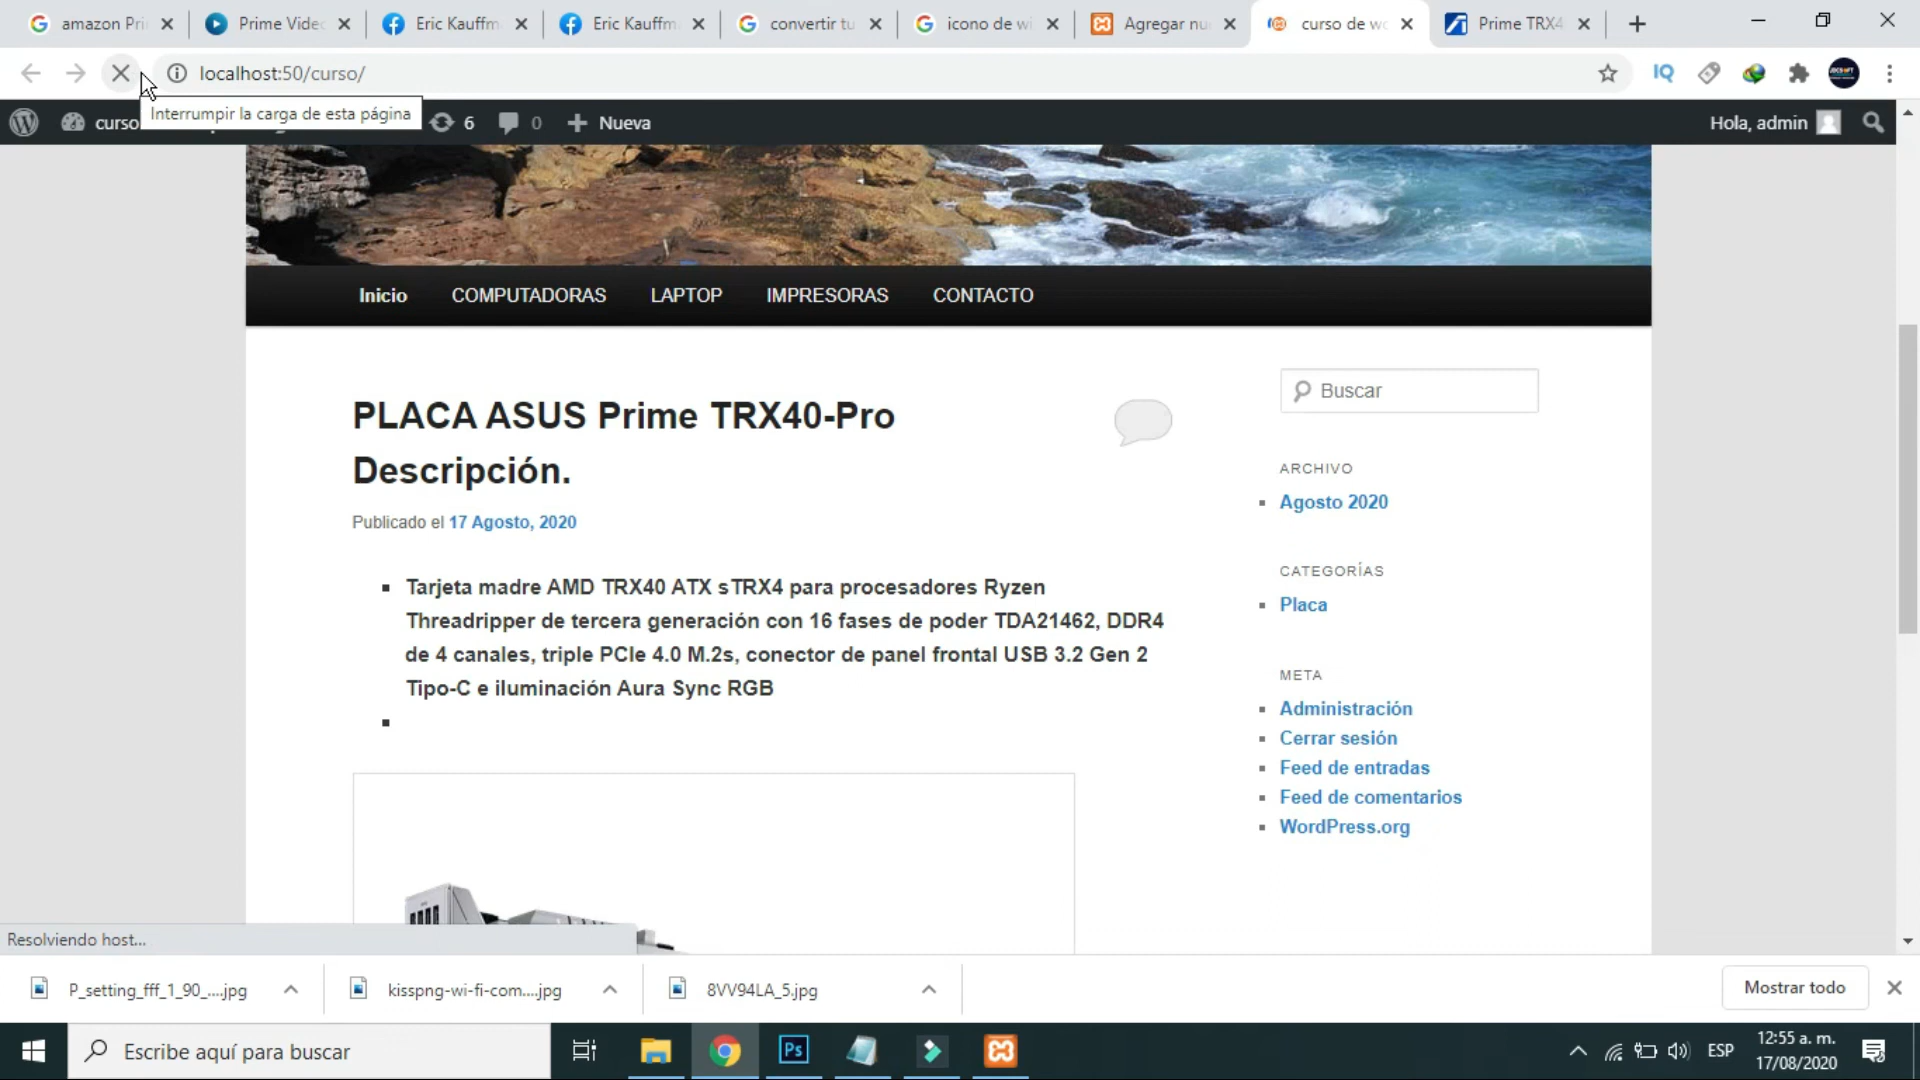 amazon Pri
Prime Video
Eric Kauffm
Eric Kauffm
convertir tu
icono de wi
Agregar nu
curso de wo
Prime TRX4
localhost:50/curso/
IQ
Interrumpir la carga de esta página
curso
6
0
Nueva
Hola, admin
Inicio
COMPUTADORAS
LAPTOP
IMPRESORAS
CONTACTO
PLACA ASUS Prime TRX40-Pro
Descripción.
Publicado el 17 Agosto, 2020
Tarjeta madre AMD TRX40 ATX sTRX4 para procesadores Ryzen
Threadripper de tercera generación con 16 fases de poder TDA21462, DDR4
de 4 canales, triple PCIe 4.0 M.2s, conector de panel frontal USB 3.2 Gen 2
Tipo-C e iluminación Aura Sync RGB
Buscar
ARCHIVO
Agosto 2020
CATEGORÍAS
Placa
META
Administración
Cerrar sesión
Feed de entradas
Feed de comentarios
WordPress.org
Resolviendo host...
P_setting_fff_1_90_....jpg
kisspng-wi-fi-com....jpg
8VV94LA_5.jpg
Mostrar todo
Escribe aquí para buscar
Ps
ESP
12:55 a. m.
17/08/2020